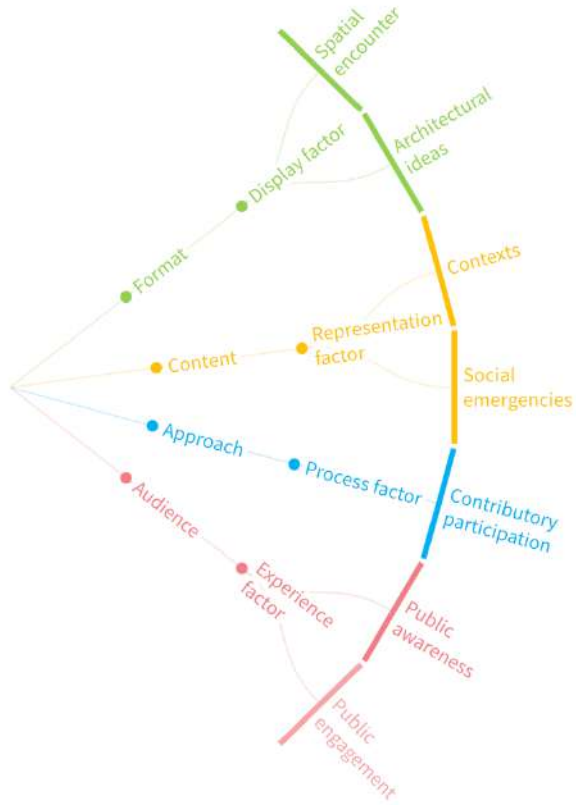 Spatial
encounter
Architectural
ideas
Display factor
Format
Contexts
Representation
factor
Content
Social
emergencies
Approach
Process factor
Contributory
participation
Audience
Experience
factor
Public
awareness
Public
engagement